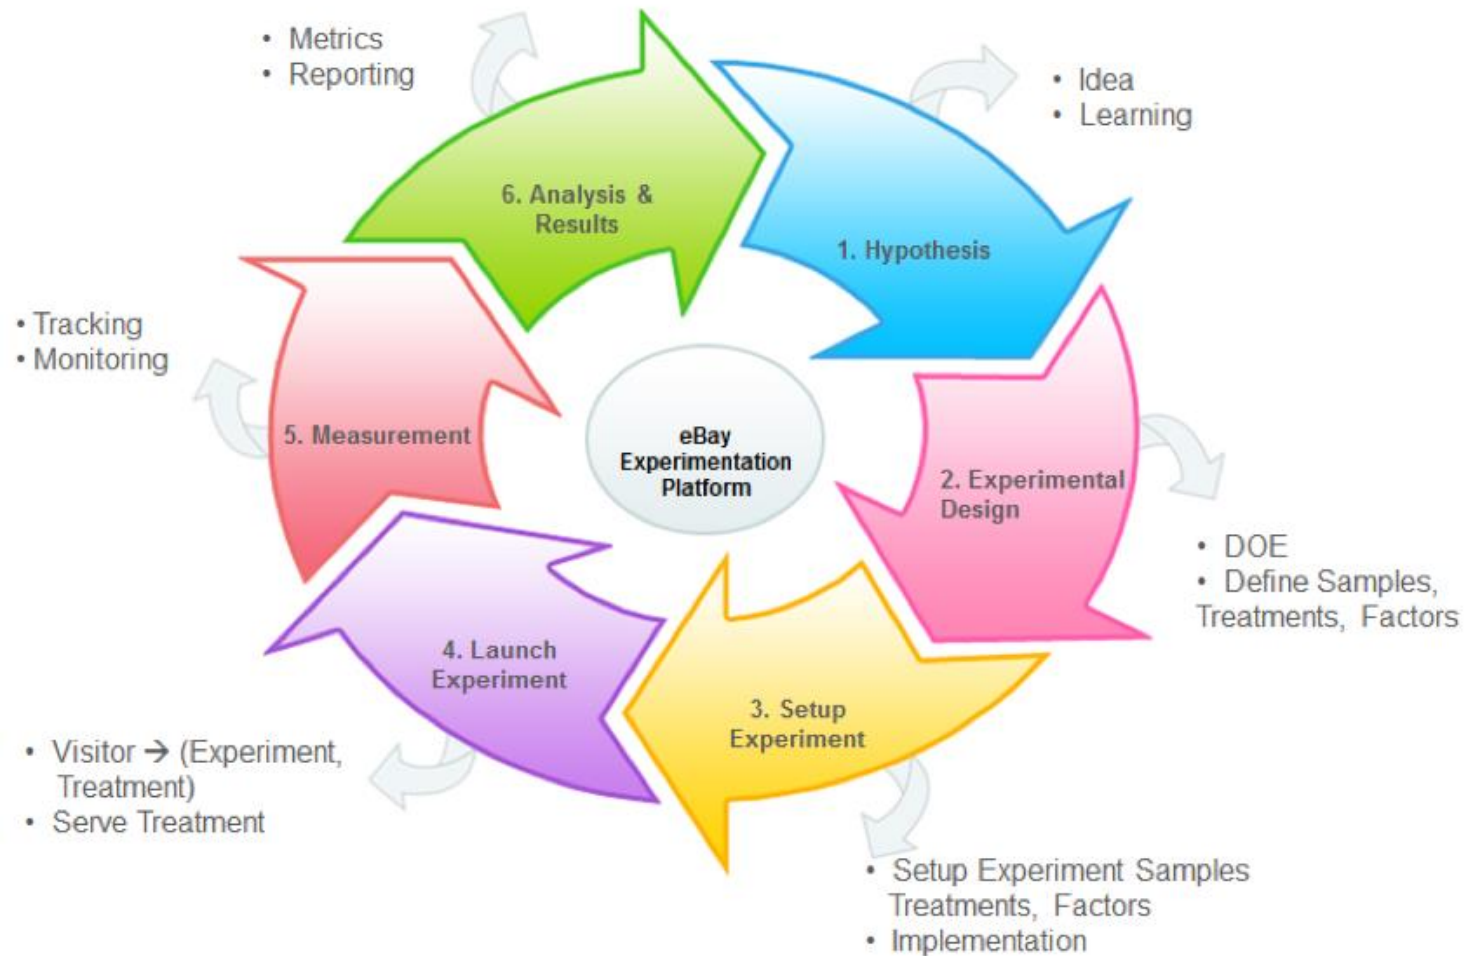 • Metrics
• Reporting
• Idea
• Learning
6. Analysis &
Results
1. Hypothesis
• Tracking
• Monitoring
5. Measurement
eBay
Experimentation
Platform
2. Experimental
Design
• DOE
• Define Samples,
Treatments, Factors
4. Launch
Experiment
3. Setup
Experiment
• Visitor → (Experiment,
Treatment)
• Serve Treatment
• Setup Experiment Samples
Treatments, Factors
• Implementation